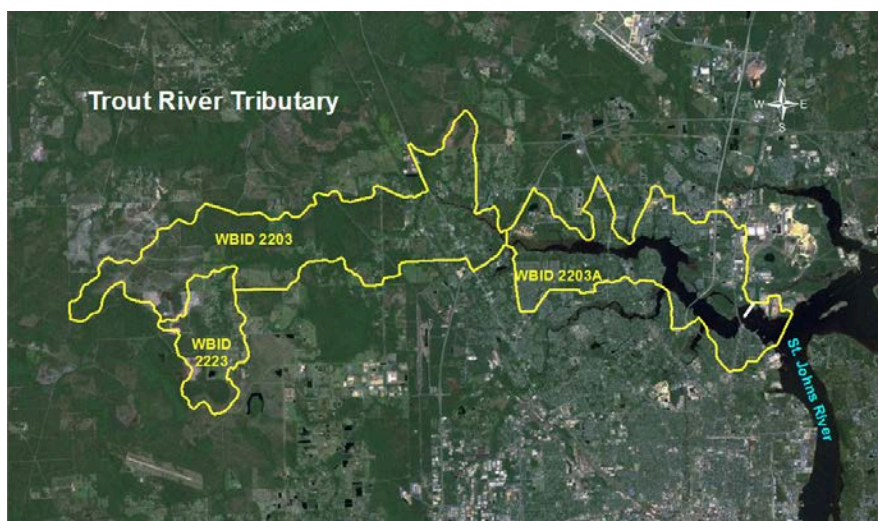 Trout River Tributary
N
W E
S
WBID 2203
WBID 2203A
WBID
2223
St. Johns River